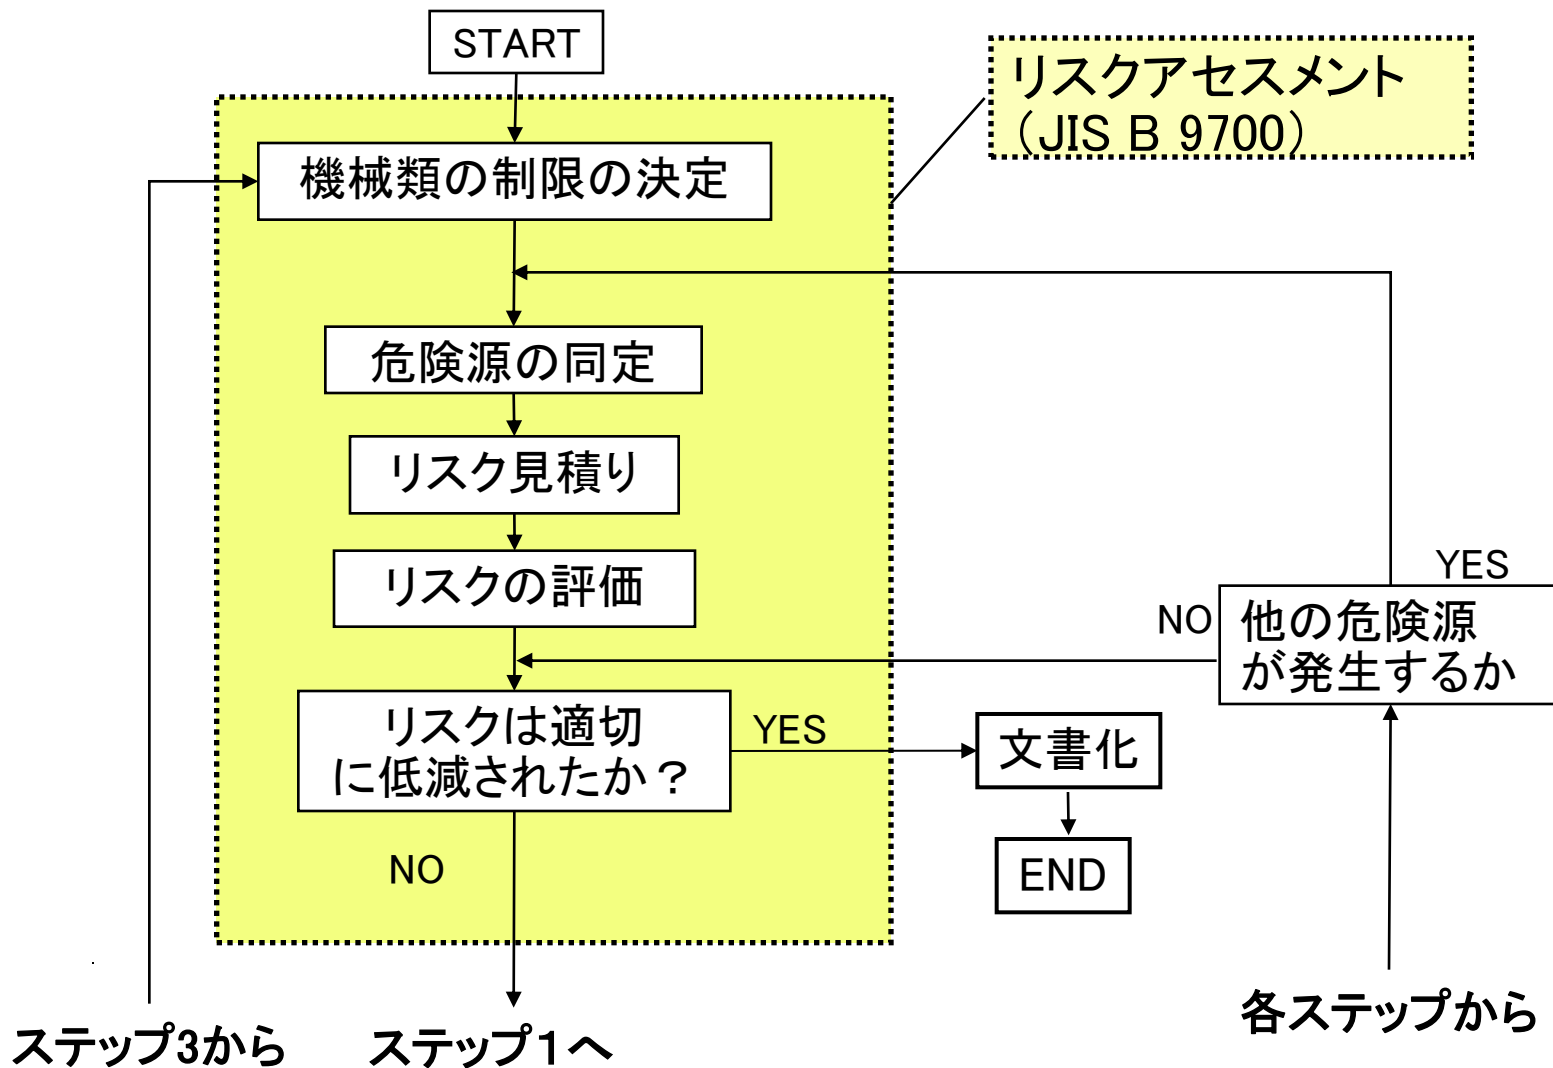 START
リスクアセスメント
（JIS B 9700）
機械類の制限の決定
危険源の同定
リスク見積り
リスクの評価
YES
NO
他の危険源
が発生するか
リスクは適切
に低減されたか？
YES
文書化
NO
END
ステップ3から
ステップ１へ
各ステップから